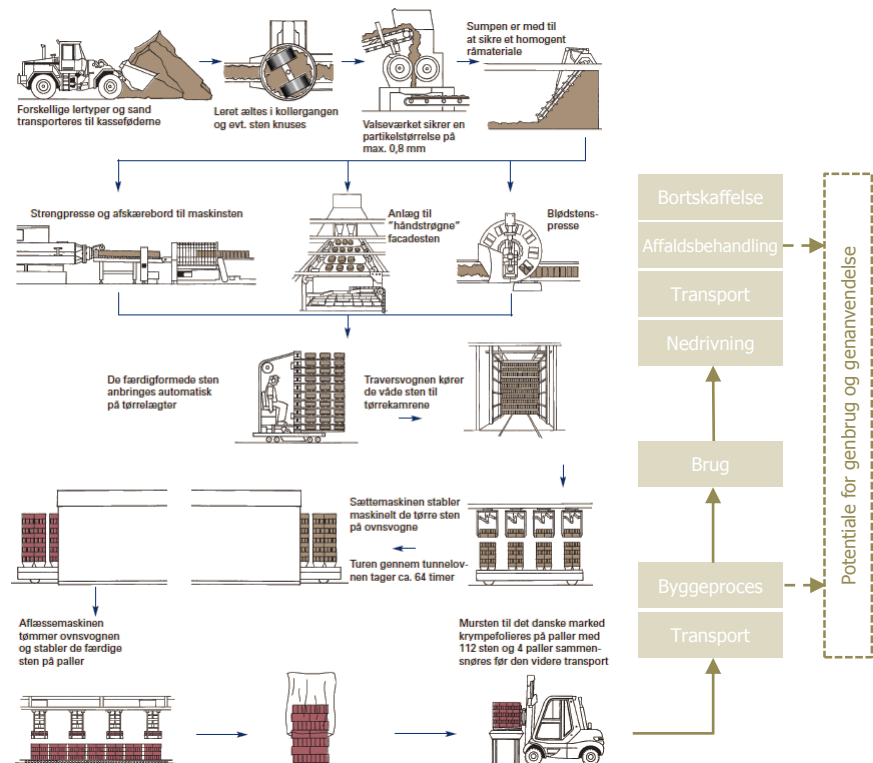 Forskellige lertyper og sand
transporteres til kasseføderne
Leret æltes i kollergangen
og evt. sten knuses
Valseværket sikrer en
partikelstørrelse på
max. 0,8 mm
Sumpen er med til
at sikre et homogent
råmateriale
Strengpresse og afskærebord til maskinsten
Anlæg til
"håndstrøgne"
facadesten
Blødstens-
presse
De færdigformede sten
anbringes automatisk
på tørrelægter
Traversvognen kører
de våde sten til
tørrekamrene
Sættemaskinen stabler
maskinelt de tørre sten
på ovnsvogne
Turen gennem tunnelov-
nen tager ca. 64 timer
Aflæssemaskinen
tømmer ovnsvognen
og stabler de færdige
sten på paller
Mursten til det danske marked
krympefolieres på paller med
112 sten og 4 paller sammen-
snøres før den videre transport
Bortskaffelse
Affaldsbehandling
Transport
Nedrivning
Brug
Byggeproces
Transport
Potentiale for genbrug og genanvendelse